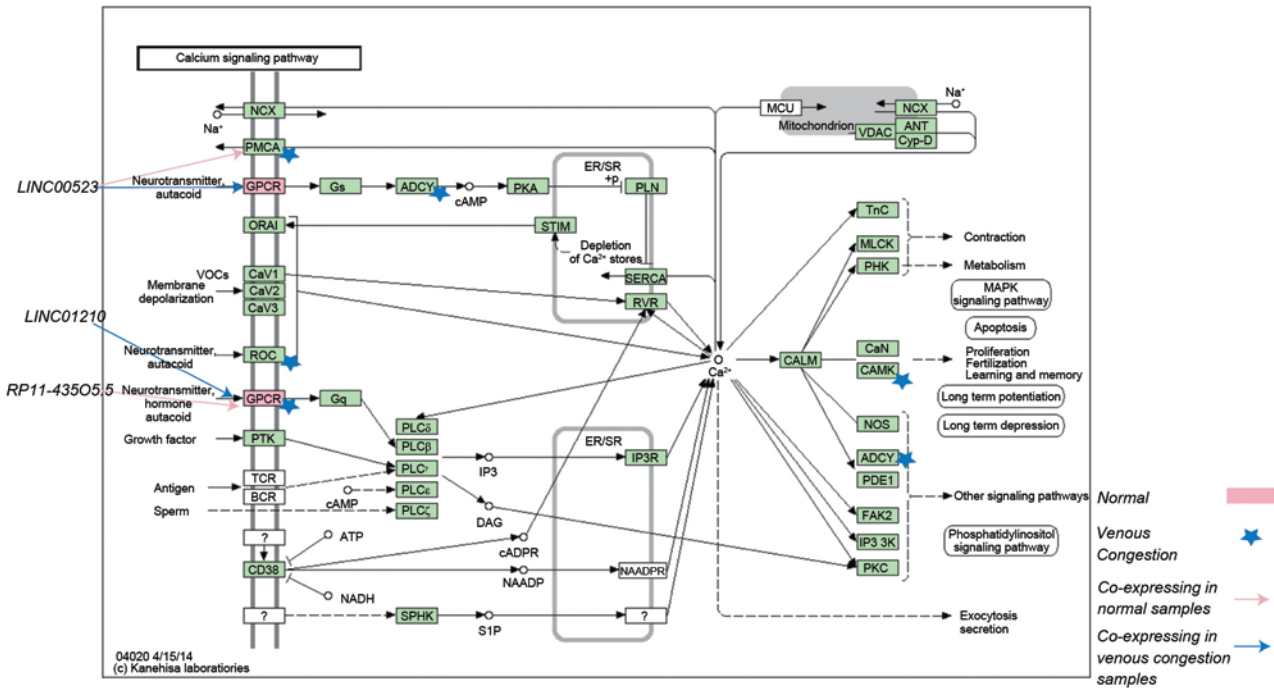 Calcium signaling pathway
NCX
Na⁺
MCU
NCX
Na⁺
Mitochondrion
VDAC
ANT
Cyp-D
PMCA
LINC00523
Neurotransmitter,
autacoid
GPCR
Gs
ADCY
cAMP
PKA
ER/SR
+p
PLN
ORAI
STIM
Depletion
of Ca²⁺ stores
SERCA
RVR
VOCs
Membrane
depolarization
CaV1
CaV2
CaV3
TnC
MLCK
PHK
Contraction
Metabolism
MAPK
signaling pathway
Apoptosis
LINC01210
Neurotransmitter,
autacoid
ROC
Ca²⁺
CALM
CaN
CAMK
Proliferation
Fertilization
Learning and memory
Long term potentiation
Long term depression
RP11-435O5.5
Neurotransmitter,
hormone
autacoid
GPCR
Gq
PLCδ
PLCβ
PLCγ
PLCε
PLCζ
Growth factor
PTK
Antigen
TCR
BCR
Sperm
cAMP
IP3
DAG
ER/SR
IP3R
NOS
ADCY
PDE1
FAK2
IP3 3K
PKC
Other signaling pathways
Phosphatidylinositol
signaling pathway
?
ATP
CD38
cADPR
NAADP
NAADPR
NADH
?
SPHK
S1P
?
Exocytosis
secretion
04020 4/15/14
(c) Kanehisa laboratiories
Normal
Venous
Congestion
Co-expressing in
normal samples
Co-expressing in
venous congestion
samples